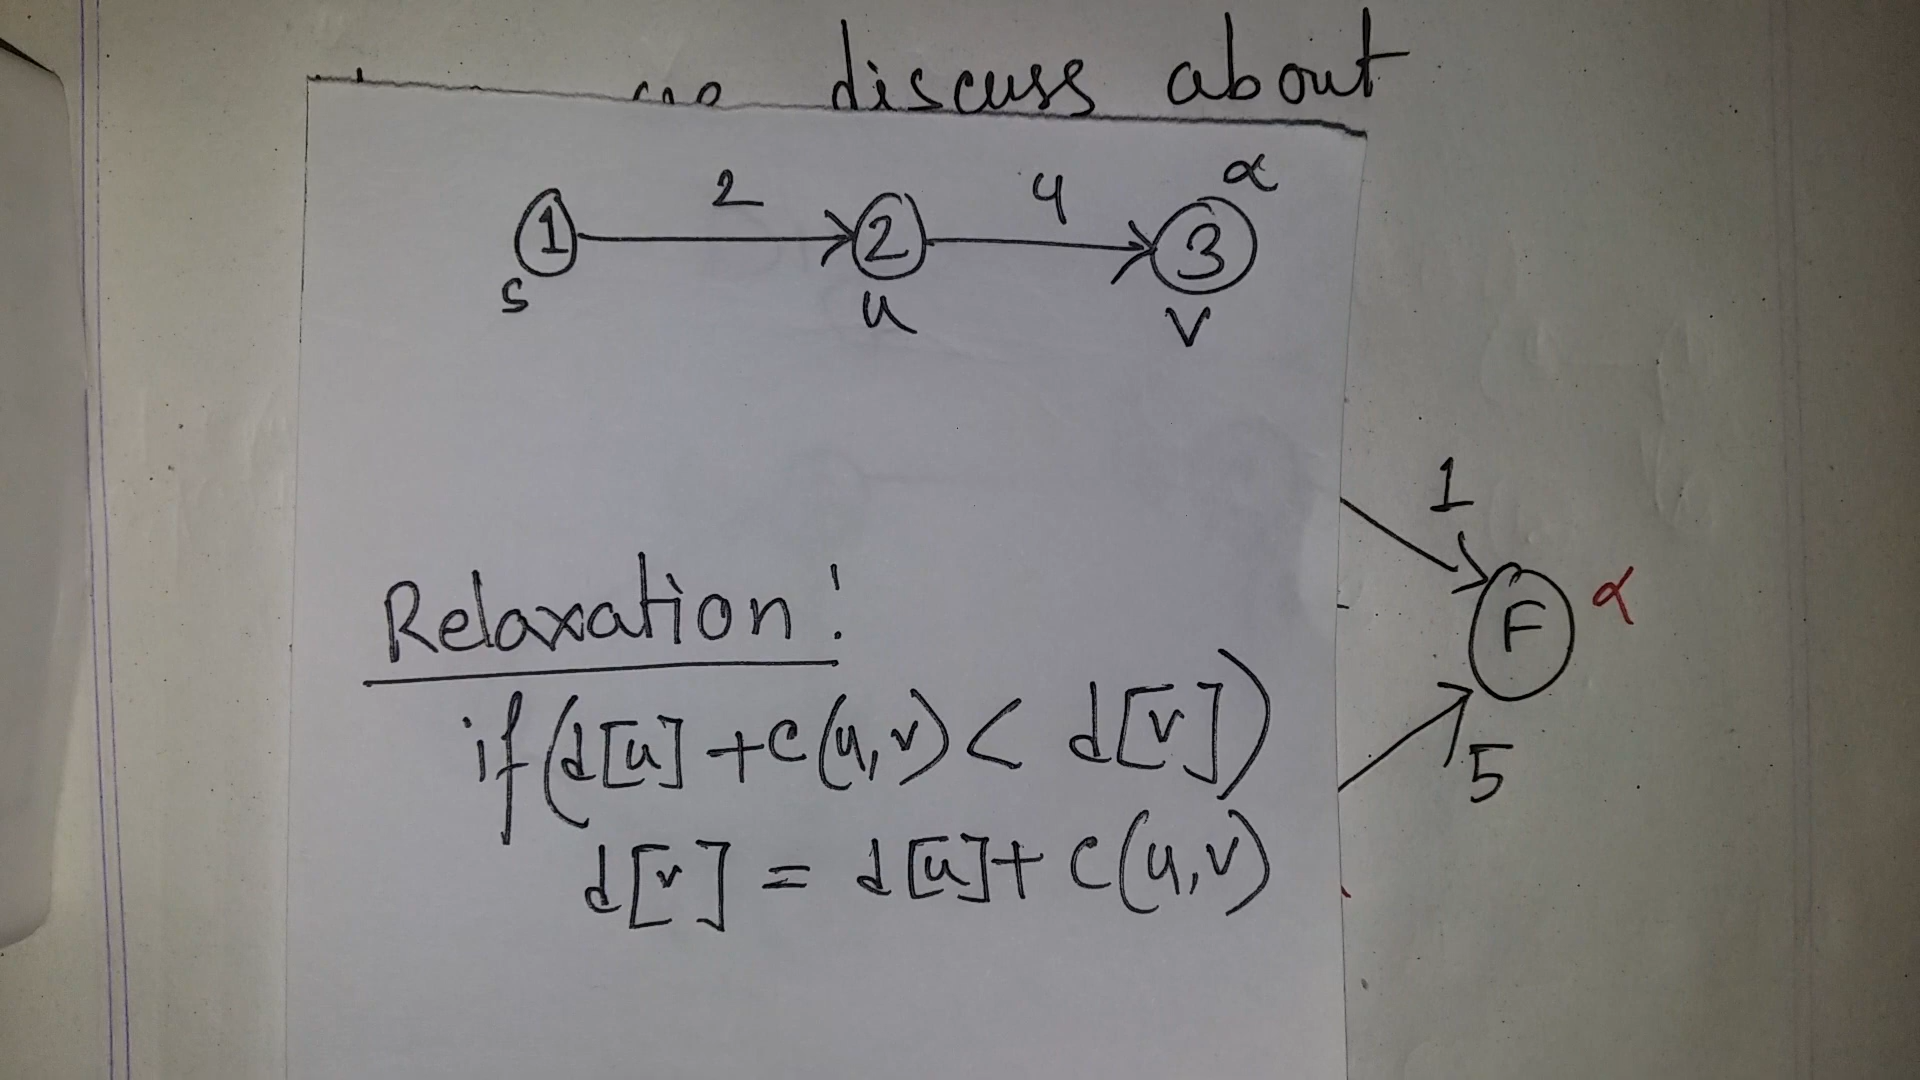 discuss about
2 4 α
1 2 3
s u v
1
F α
5
Relaxation:
if (d[u] + c(u,v) < d[v])
d[v] = d[u] + c(u,v)